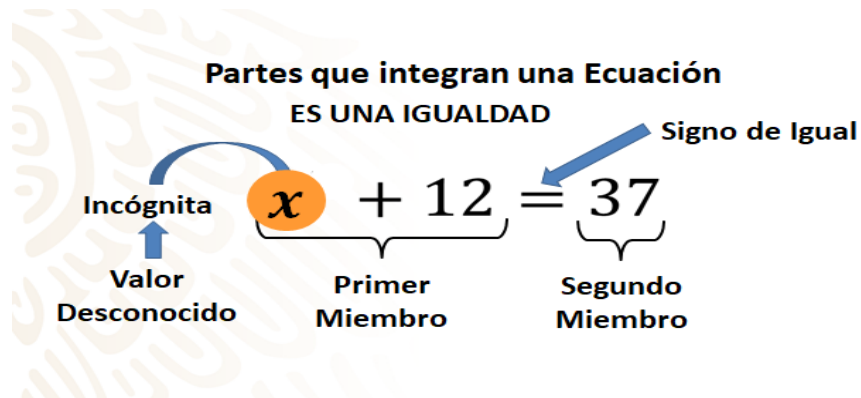 Partes que integran una Ecuación
ES UNA IGUALDAD
Signo de Igual
Incógnita
x + 12 = 37
Valor
Desconocido
Primer
Miembro
Segundo
Miembro